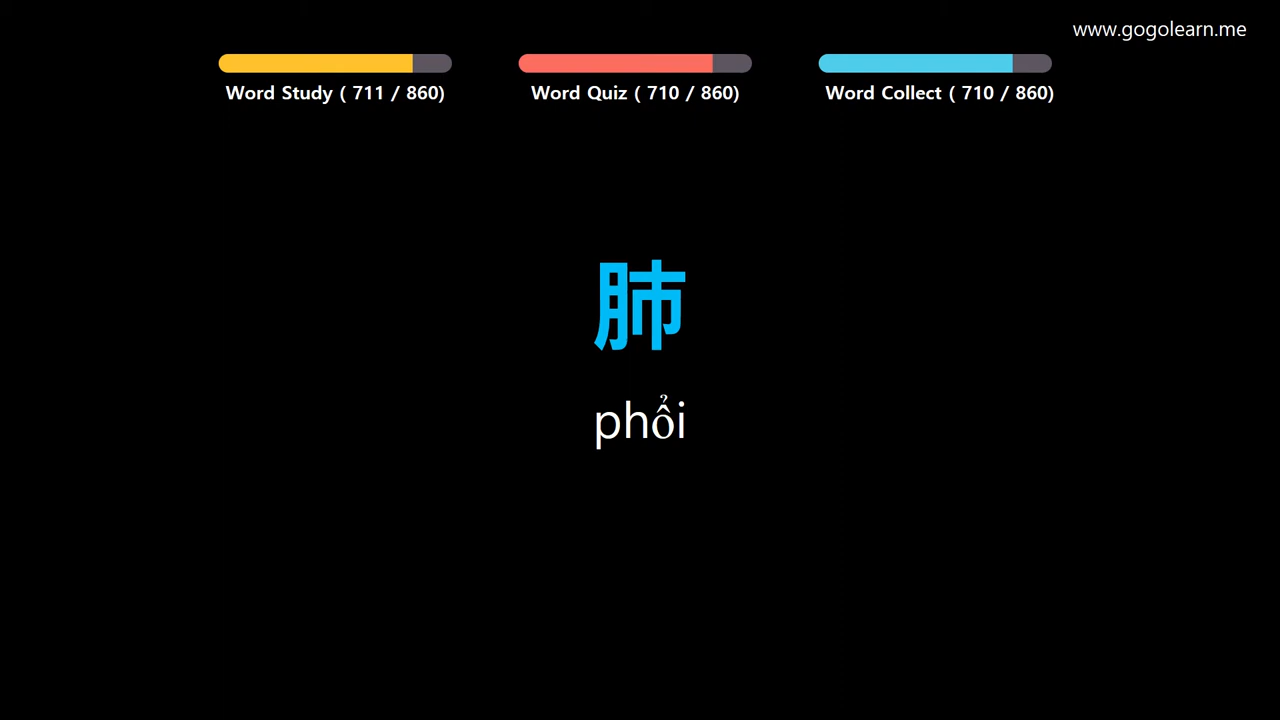 www.gogolearn.me
Word Study ( 711 / 860)
Word Quiz ( 710 / 860)
Word Collect ( 710 / 860)
肺
phổi